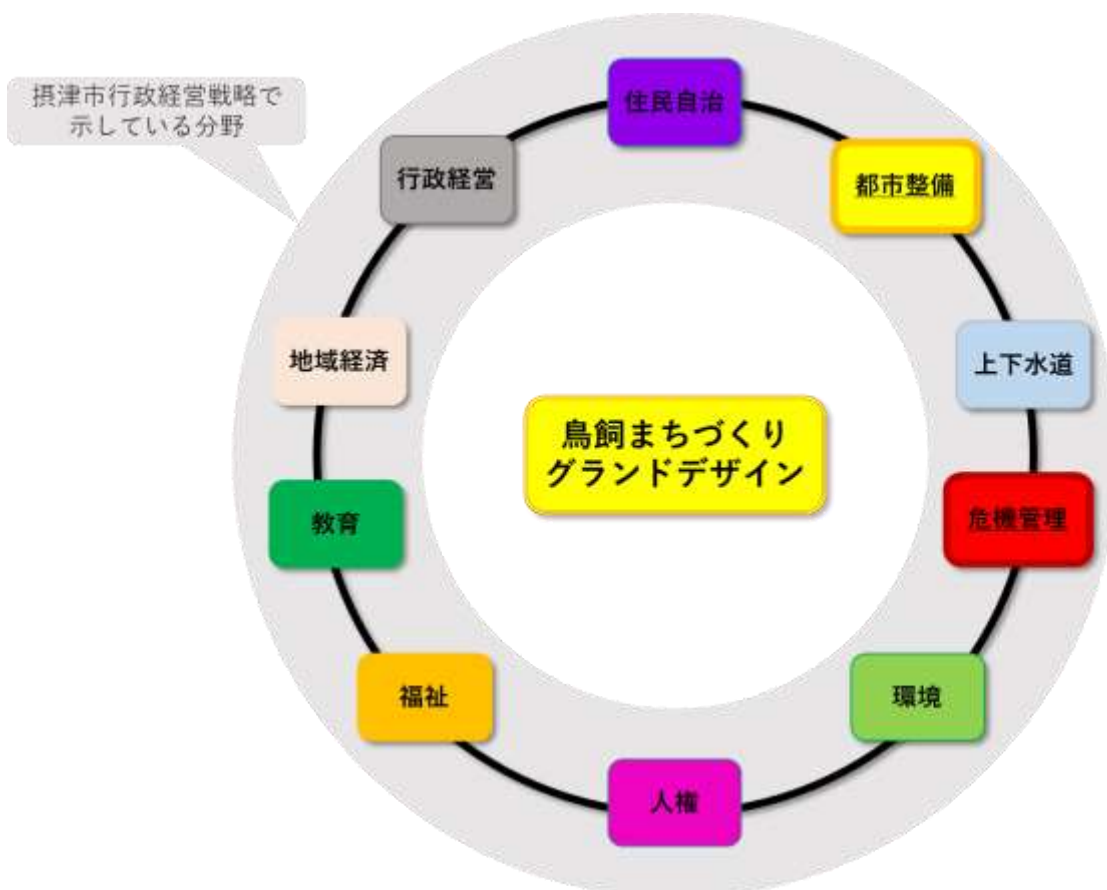 摂津市行政経営戦略で
示している分野
住民自治
行政経営
都市整備
地域経済
上下水道
鳥飼まちづくり
グランドデザイン
教育
危機管理
福祉
環境
人権